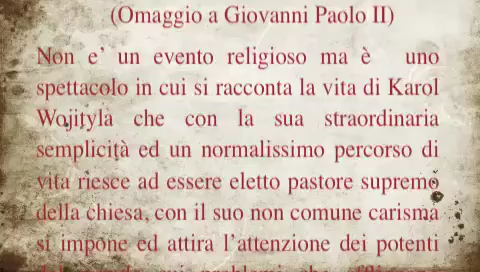 (Omaggio a Giovanni Paolo II)
Non e’ un evento religioso ma è uno
spettacolo in cui si racconta la vita di Karol
Wojityla che con la sua straordinaria
semplicità ed un normalissimo percorso di
vita riesce ad essere eletto pastore supremo
della chiesa, con il suo non comune carisma
si impone ed attira l’attenzione dei potenti